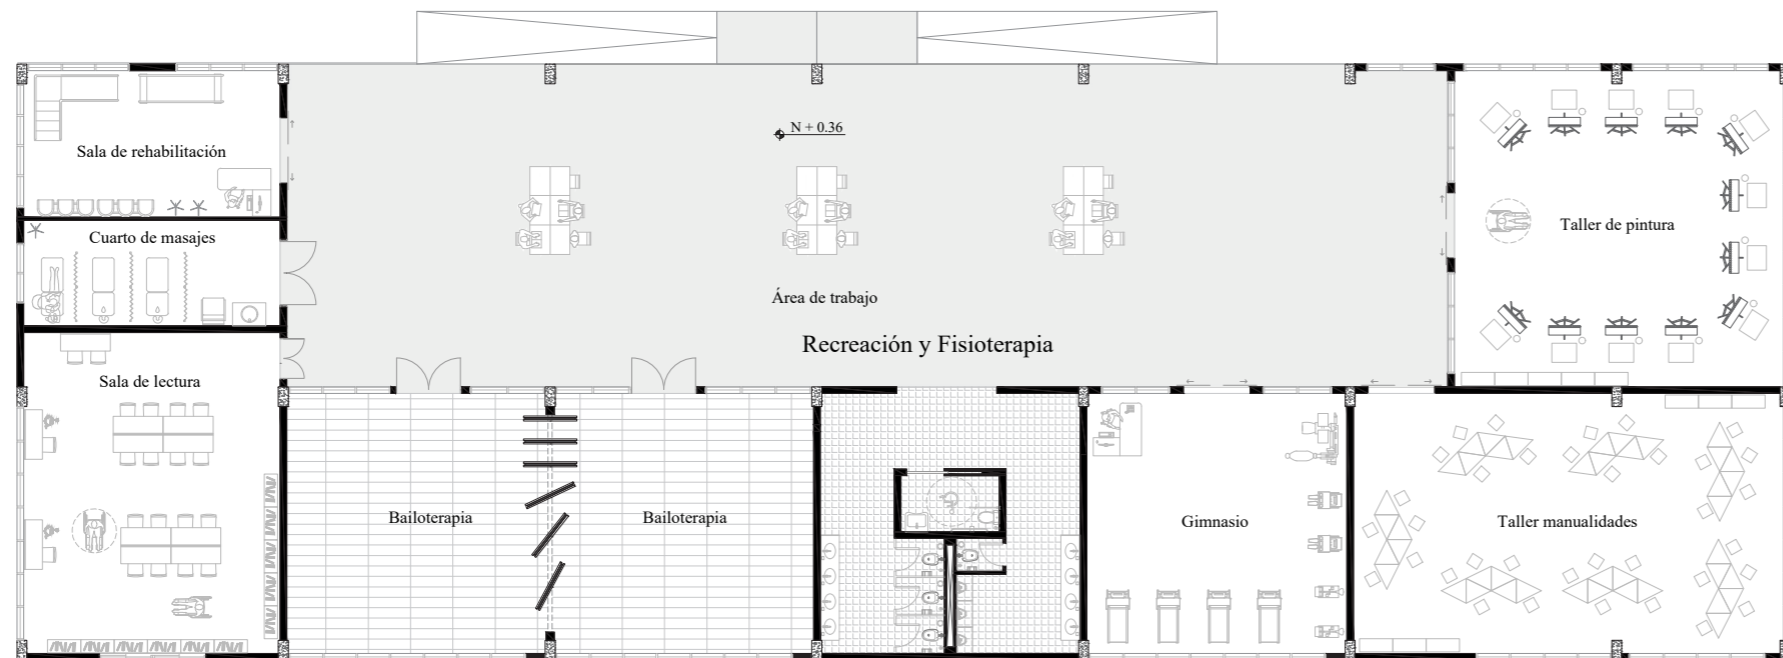 N + 0.36
Sala de rehabilitación
Cuarto de masajes
Taller de pintura
Área de trabajo
Recreación y Fisioterapia
Sala de lectura
Bailoterapia
Bailoterapia
Gimnasio
Taller manualidades